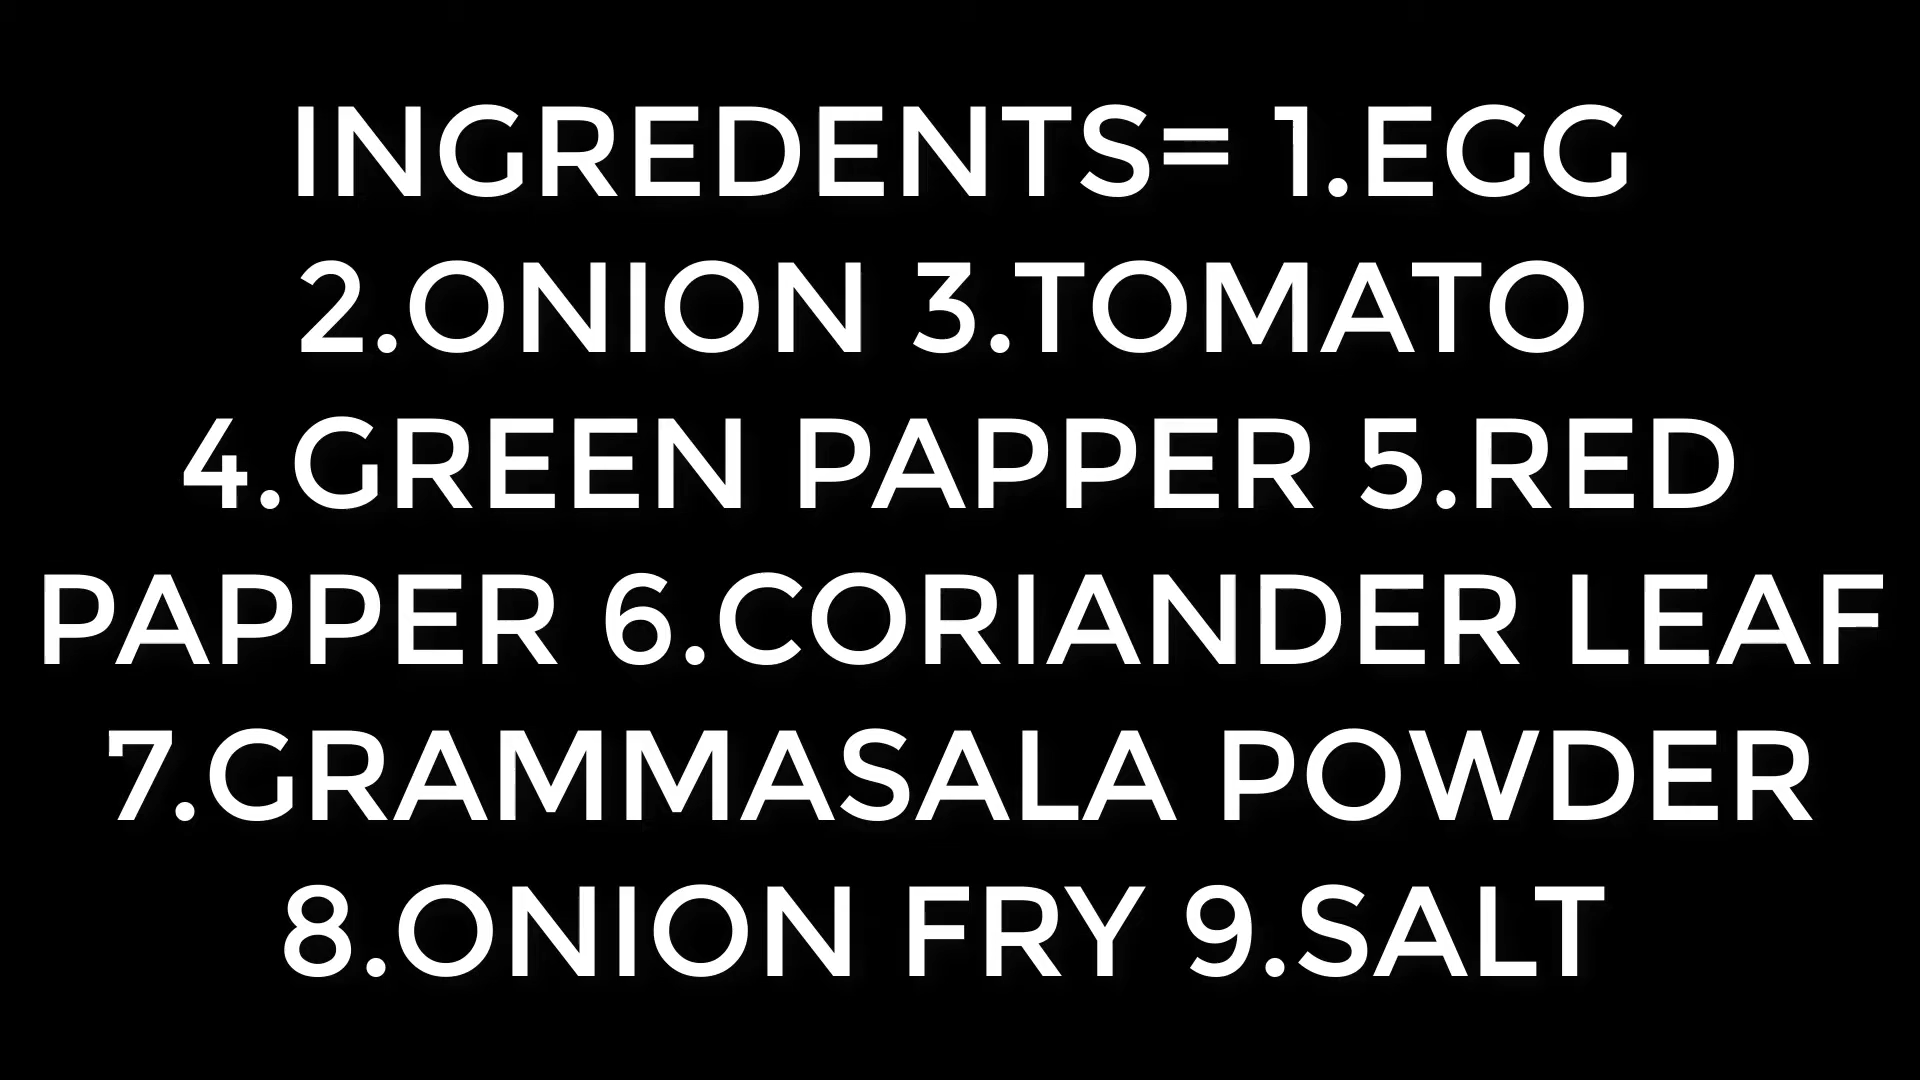 INGREDENTS= 1.EGG
2.ONION 3.TOMATO
4.GREEN PAPPER 5.RED
PAPPER 6.CORIANDER LEAF
7.GRAMMASALA POWDER
8.ONION FRY 9.SALT